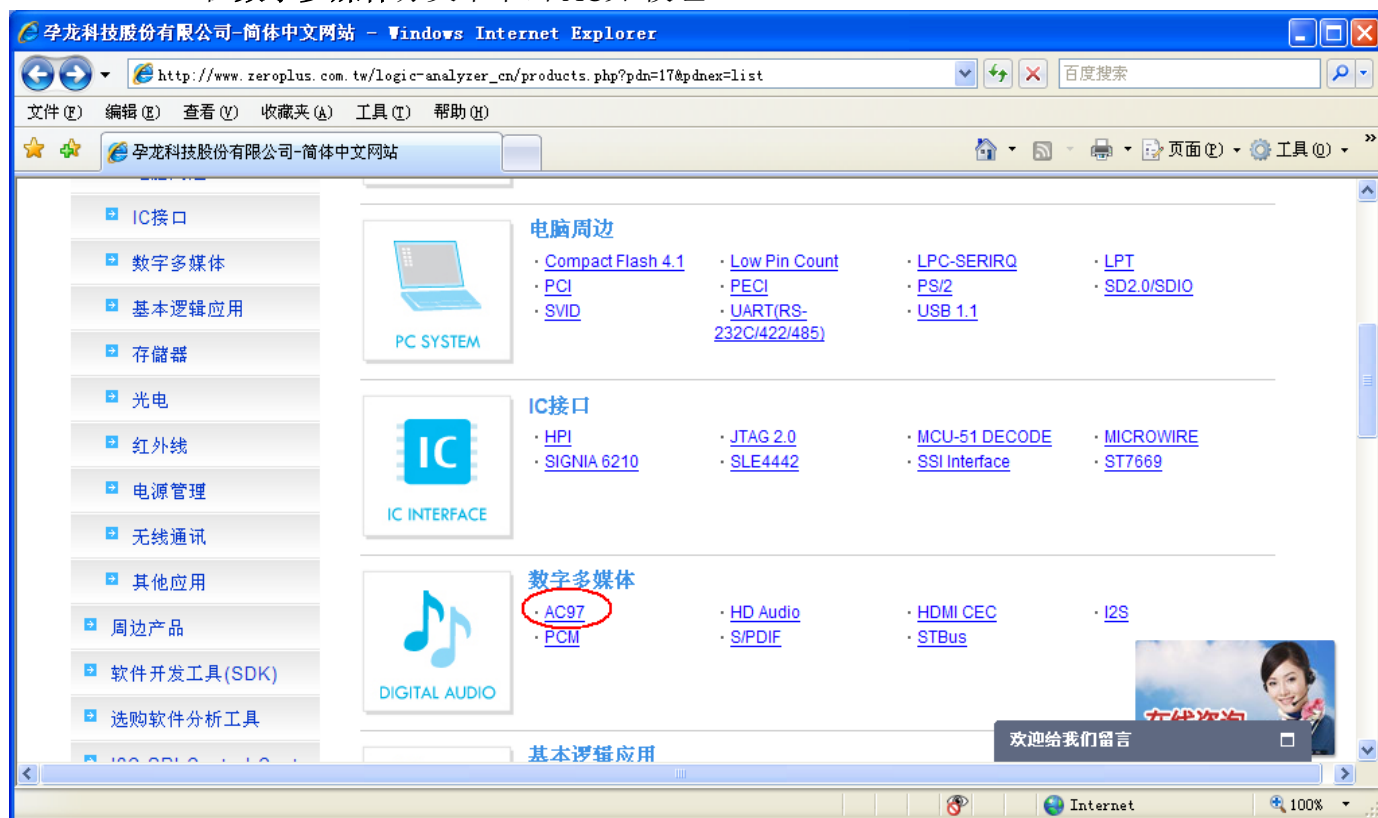 孕龙科技股份有限公司-简体中文网站 - Windows Internet Explorer
http://www.zeroplus.com.tw/logic-analyzer_cn/products.php?pdn=17&pdnex=list
百度搜索
文件(F) 编辑(E) 查看(V) 收藏夹(A) 工具(T) 帮助(H)
孕龙科技股份有限公司-简体中文网站
页面(P) 工具(O) »
IC接口
数字多媒体
基本逻辑应用
存储器
光电
红外线
电源管理
无线通讯
其他应用
周边产品
软件开发工具(SDK)
选购软件分析工具
PC SYSTEM
电脑周边
· Compact Flash 4.1 · Low Pin Count · LPC-SERIRQ · LPT
· PCI · PECI · PS/2 · SD2.0/SDIO
· SVID · UART(RS-232C/422/485) · USB 1.1
IC
IC INTERFACE
IC接口
· HPI · JTAG 2.0 · MCU-51 DECODE · MICROWIRE
· SIGNIA 6210 · SLE4442 · SSI Interface · ST7669
DIGITAL AUDIO
数字多媒体
· AC97 · HD Audio · HDMI CEC · I2S
· PCM · S/PDIF · STBus
在线咨询
欢迎给我们留言
基本逻辑应用
Internet
100%